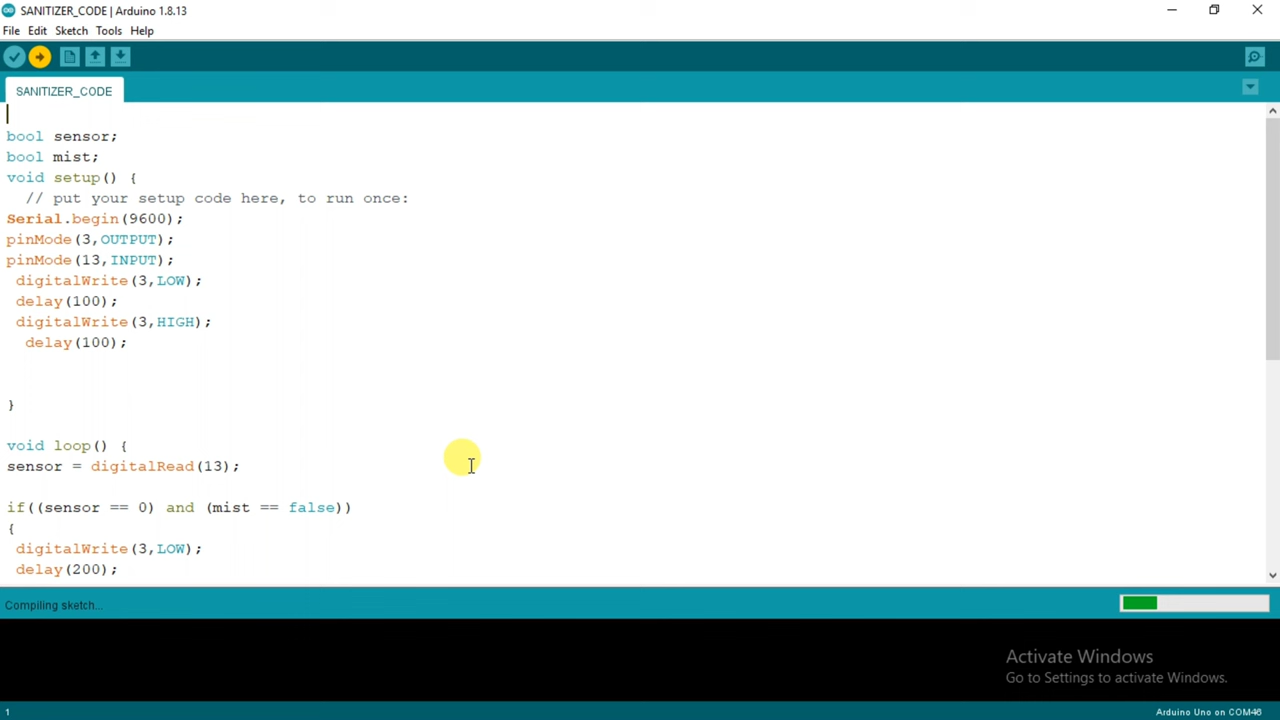 SANITIZER_CODE | Arduino 1.8.13
File Edit Sketch Tools Help
SANITIZER_CODE
bool sensor;
bool mist;
void setup() {
  // put your setup code here, to run once:
Serial.begin(9600);
pinMode(3,OUTPUT);
pinMode(13,INPUT);
 digitalWrite(3,LOW);
 delay(100);
 digitalWrite(3,HIGH);
  delay(100);
}
void loop() {
sensor = digitalRead(13);
if((sensor == 0) and (mist == false))
{
 digitalWrite(3,LOW);
 delay(200);
Compiling sketch...
Activate Windows
Go to Settings to activate Windows.
1
Arduino Uno on COM46